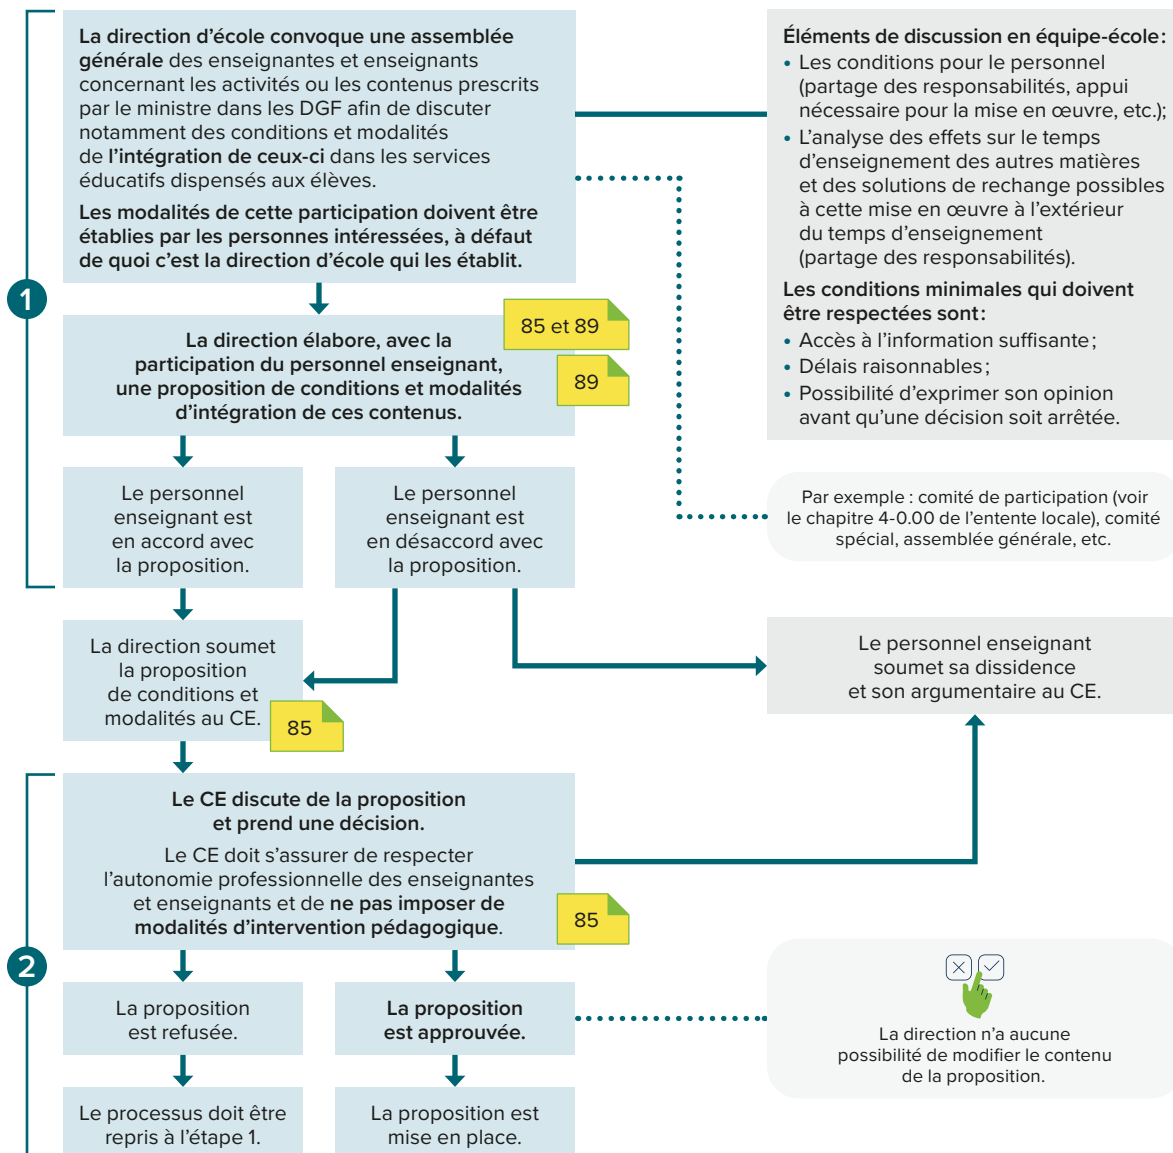 1
La direction d'école convoque une assemblée
générale des enseignantes et enseignants
concernant les activités ou les contenus prescrits
par le ministre dans les DGF afin de discuter
notamment des conditions et modalités
de l'intégration de ceux-ci dans les services
éducatifs dispensés aux élèves.
Les modalités de cette participation doivent être
établies par les personnes intéressées, à défaut
de quoi c'est la direction d'école qui les établit.
Éléments de discussion en équipe-école :
• Les conditions pour le personnel
(partage des responsabilités, appui
nécessaire pour la mise en œuvre, etc.);
• L'analyse des effets sur le temps
d'enseignement des autres matières
et des solutions de rechange possibles
à cette mise en œuvre à l'extérieur
du temps d'enseignement
(partage des responsabilités).
Les conditions minimales qui doivent
être respectées sont :
• Accès à l'information suffisante ;
• Délais raisonnables ;
• Possibilité d'exprimer son opinion
avant qu'une décision soit arrêtée.
85 et 89
La direction élabore, avec la
participation du personnel enseignant,
une proposition de conditions et modalités
d'intégration de ces contenus.
89
Le personnel
enseignant est
en accord avec
la proposition.
Le personnel
enseignant est
en désaccord avec
la proposition.
Par exemple : comité de participation (voir
le chapitre 4-0.00 de l'entente locale), comité
spécial, assemblée générale, etc.
La direction soumet
la proposition
de conditions et
modalités au CE.
85
Le personnel enseignant
soumet sa dissidence
et son argumentaire au CE.
2
Le CE discute de la proposition
et prend une décision.
Le CE doit s'assurer de respecter
l'autonomie professionnelle des enseignantes
et enseignants et de ne pas imposer de
modalités d'intervention pédagogique.
85
La proposition
est refusée.
La proposition
est approuvée.
La direction n'a aucune
possibilité de modifier le contenu
de la proposition.
Le processus doit être
repris à l'étape 1.
La proposition est
mise en place.